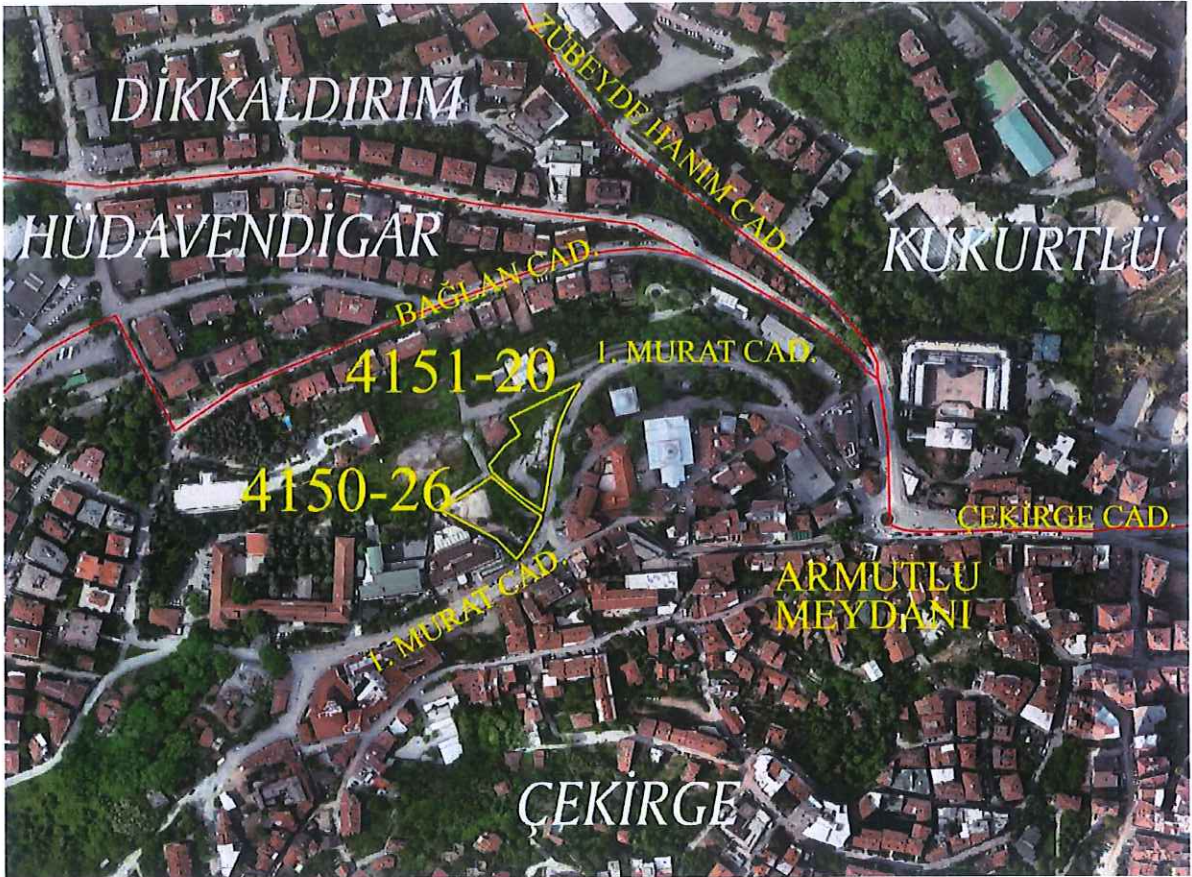 ZÜBEYDE HANIM CAD.
DİKKALDIRIM
HÜDAVENDİGAR
KUKURTLÜ
BAĞLAN CAD.
1. MURAT CAD.
4151-20
4150-26
ÇEKİRGE CAD.
ARMUTLU
MEYDANI
1. MURAT CAD.
ÇEKİRGE